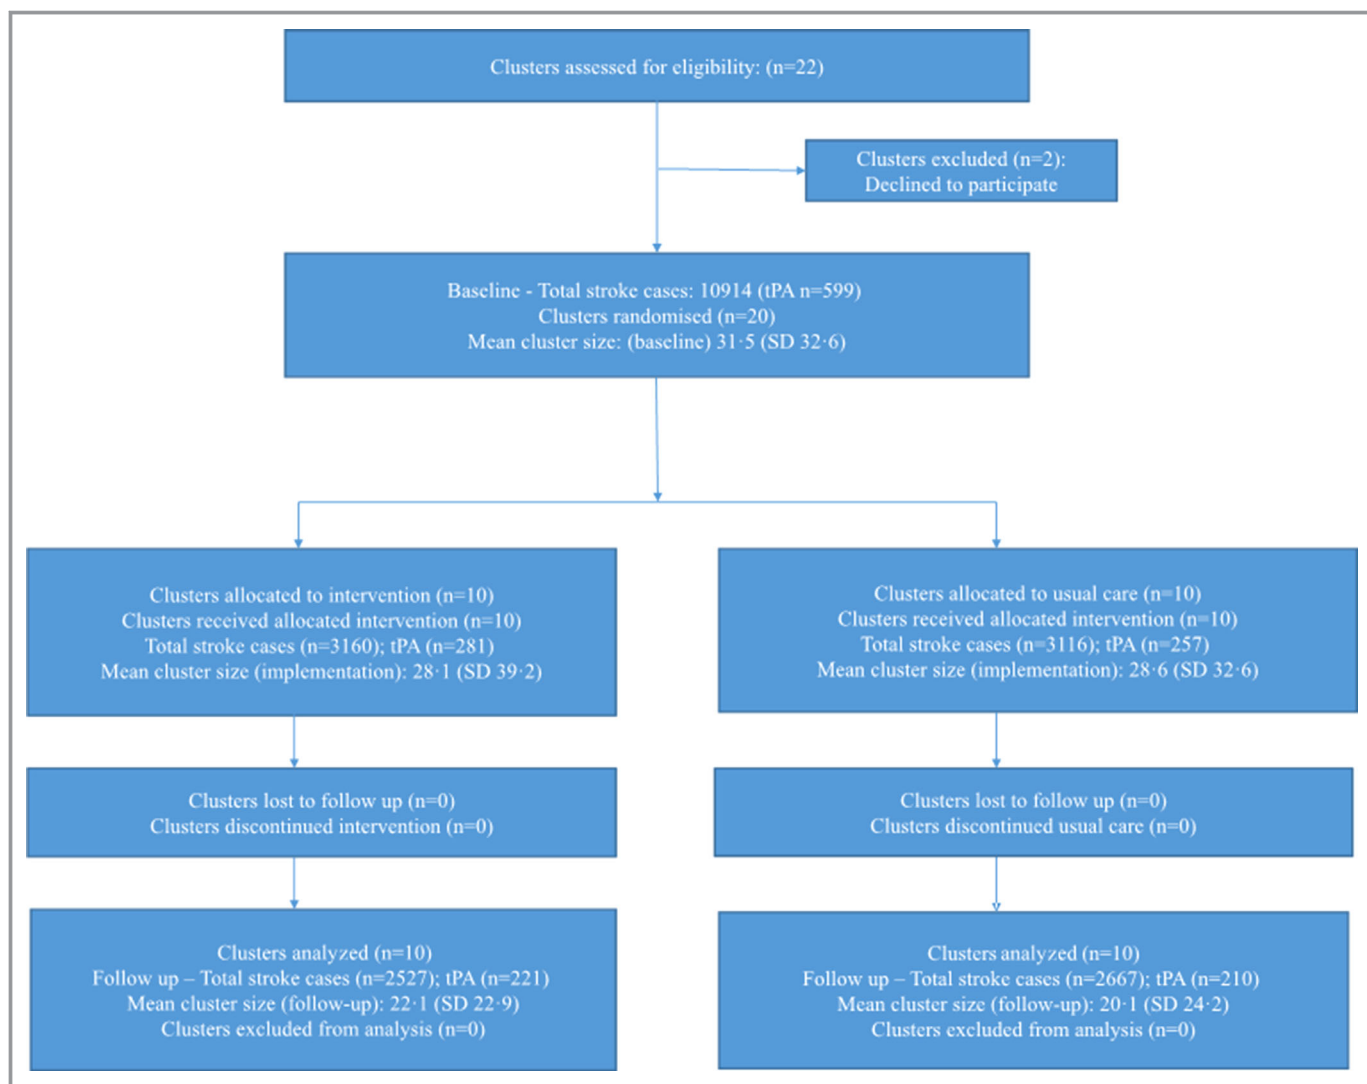 Clusters assessed for eligibility: (n=22)
Clusters excluded (n=2):
Declined to participate
Baseline - Total stroke cases: 10914 (tPA n=599)
Clusters randomised (n=20)
Mean cluster size: (baseline) 31·5 (SD 32·6)
Clusters allocated to intervention (n=10)
Clusters received allocated intervention (n=10)
Total stroke cases (n=3160); tPA (n=281)
Mean cluster size (implementation): 28·1 (SD 39·2)
Clusters allocated to usual care (n=10)
Clusters received allocated intervention (n=10)
Total stroke cases (n=3116); tPA (n=257)
Mean cluster size (implementation): 28·6 (SD 32·6)
Clusters lost to follow up (n=0)
Clusters discontinued intervention (n=0)
Clusters lost to follow up (n=0)
Clusters discontinued usual care (n=0)
Clusters analyzed (n=10)
Follow up – Total stroke cases (n=2527); tPA (n=221)
Mean cluster size (follow-up): 22·1 (SD 22·9)
Clusters excluded from analysis (n=0)
Clusters analyzed (n=10)
Follow up – Total stroke cases (n=2667); tPA (n=210)
Mean cluster size (follow-up): 20·1 (SD 24·2)
Clusters excluded from analysis (n=0)